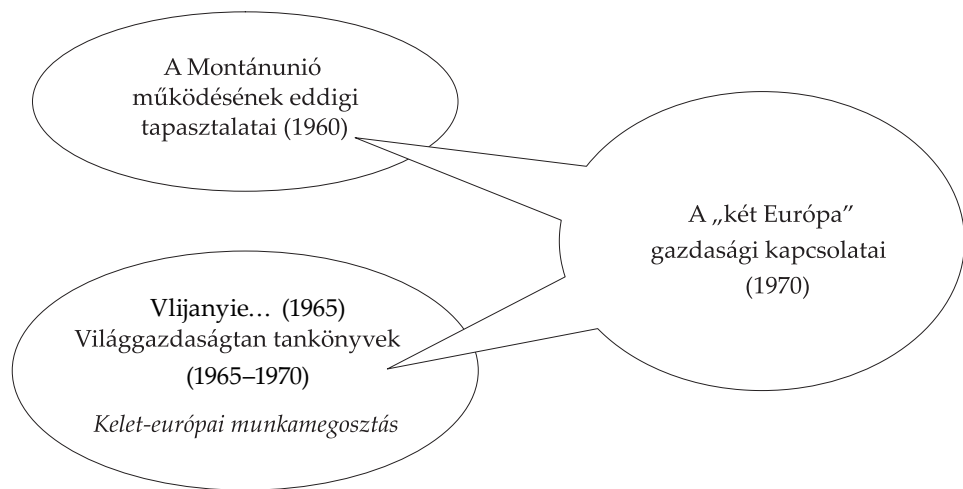 A Montánunió
működésének eddigi
tapasztalatai (1960)
Vlijanyie… (1965)
Világgazdaságtan tankönyvek
(1965–1970)
Kelet-európai munkamegosztás
A „két Európa”
gazdasági kapcsolatai
(1970)